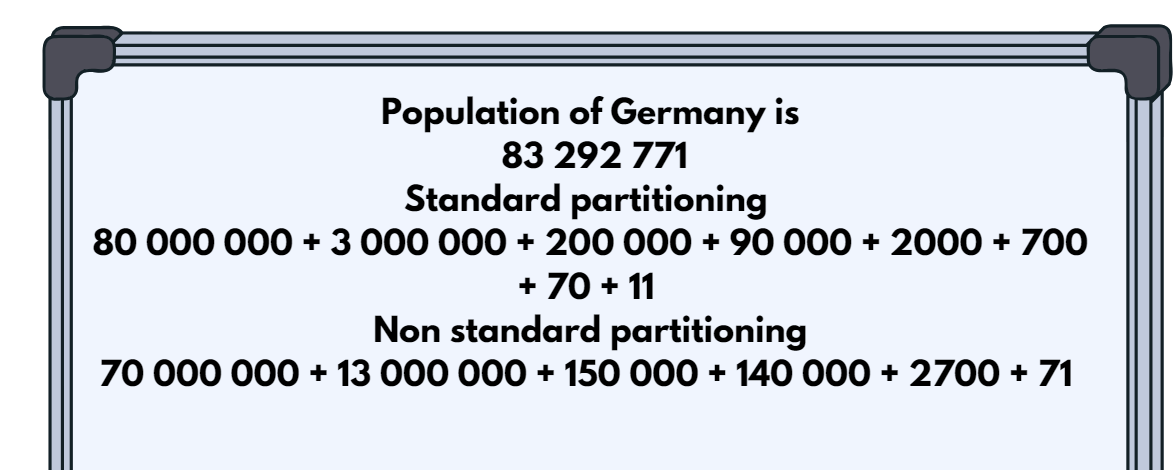 Population of Germany is
83 292 771
Standard partitioning
80 000 000 + 3 000 000 + 200 000 + 90 000 + 2000 + 700
+ 70 + 11
Non standard partitioning
70 000 000 + 13 000 000 + 150 000 + 140 000 + 2700 + 71